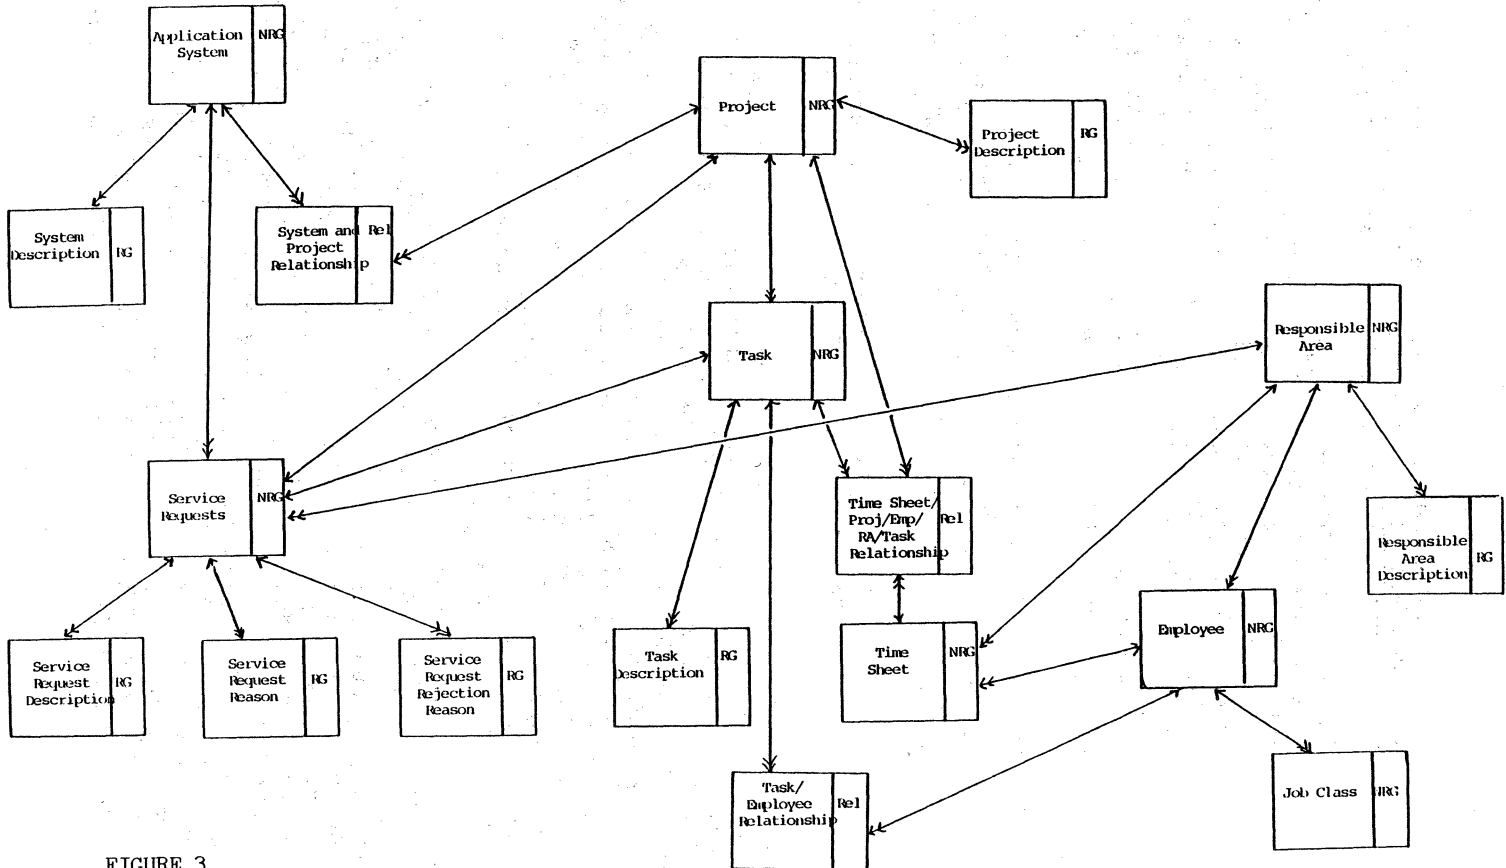 Application
System
NRG
Project
NRG
Project
Description
RG
System
Description
RG
System and
Project
Relationship
Rel
Task
NRG
Responsible
Area
NRG
Service
Requests
NRG
Time Sheet/
Proj/Emp/
RA/Task
Relationship
Rel
Responsible
Area
Description
RG
Service
Request
Description
RG
Service
Request
Reason
RG
Service
Request
Rejection
Reason
RG
Task
Description
RG
Time
Sheet
NRG
Employee
NRG
Task/
Employee
Relationship
Rel
Job Class
NRG
FIGURE 3